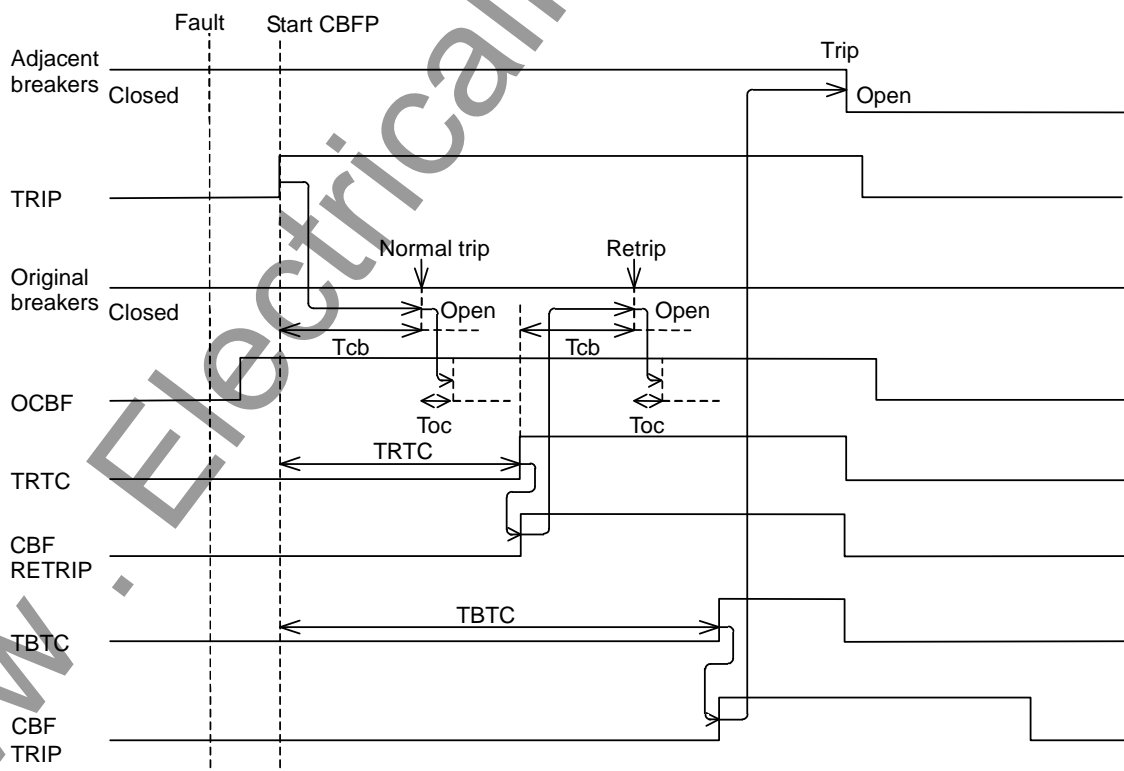 Fault Start CBFP
Adjacent
breakers
Closed
Trip
Open
TRIP
Normal trip
Retrip
Original
breakers
Closed
Open
Open
Tcb
Tcb
OCBF
Toc
Toc
TRTC
TRTC
CBF
RETRIP
TBTC
TBTC
CBF
TRIP
w . Electrical